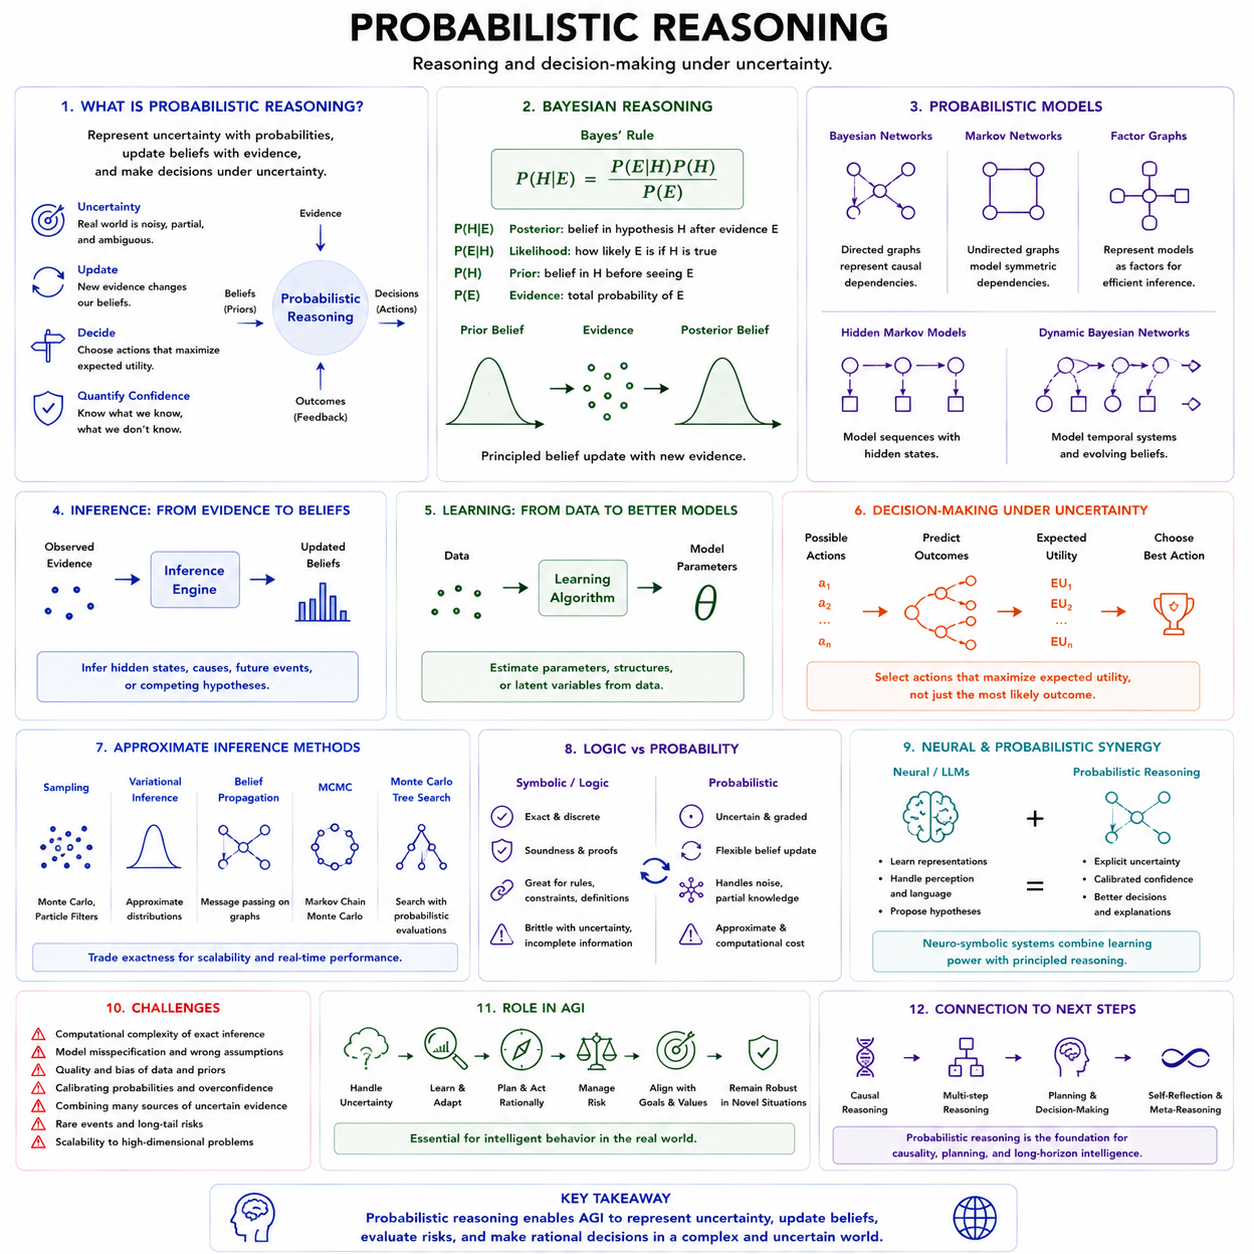 PROBABILISTIC REASONING
Reasoning and decision-making under uncertainty.
1. WHAT IS PROBABILISTIC REASONING?
Represent uncertainty with probabilities,
update beliefs with evidence,
and make decisions under uncertainty.
Uncertainty
Real world is noisy, partial,
and ambiguous.
Update
New evidence changes
our beliefs.
Decide
Choose actions that maximize
expected utility.
Quantify Confidence
Know what we know,
what we don't know.
Evidence
Beliefs
(Priors)
Probabilistic
Reasoning
Decisions
(Actions)
Outcomes
(Feedback)
2. BAYESIAN REASONING
Bayes' Rule
P(H|E) = P(E|H)P(H) / P(E)
P(H|E) Posterior: belief in hypothesis H after evidence E
P(E|H) Likelihood: how likely E is if H is true
P(H) Prior: belief in H before seeing E
P(E) Evidence: total probability of E
Prior Belief
Evidence
Posterior Belief
Principled belief update with new evidence.
3. PROBABILISTIC MODELS
Bayesian Networks
Directed graphs
represent causal
dependencies.
Markov Networks
Undirected graphs
model symmetric
dependencies.
Factor Graphs
Represent models
as factors for
efficient inference.
Hidden Markov Models
Model sequences with
hidden states.
Dynamic Bayesian Networks
Model temporal systems
and evolving beliefs.
4. INFERENCE: FROM EVIDENCE TO BELIEFS
Observed
Evidence
Inference
Engine
Updated
Beliefs
Infer hidden states, causes, future events,
or competing hypotheses.
5. LEARNING: FROM DATA TO BETTER MODELS
Data
Learning
Algorithm
Model
Parameters
θ
Estimate parameters, structures,
or latent variables from data.
6. DECISION-MAKING UNDER UNCERTAINTY
Possible
Actions
a1
a2
...
an
Predict
Outcomes
Expected
Utility
EU1
EU2
...
EUn
Choose
Best Action
Select actions that maximize expected utility,
not just the most likely outcome.
7. APPROXIMATE INFERENCE METHODS
Sampling
Monte Carlo,
Particle Filters
Variational
Inference
Approximate
distributions
Belief
Propagation
Message passing on
graphs
MCMC
Markov Chain
Monte Carlo
Monte Carlo
Tree Search
Search with
probabilistic
evaluations
Trade exactness for scalability and real-time performance.
8. LOGIC vs PROBABILITY
Symbolic / Logic
Exact & discrete
Soundness & proofs
Great for rules,
constraints, definitions
Brittle with uncertainty,
incomplete information
Probabilistic
Uncertain & graded
Flexible belief update
Handles noise,
partial knowledge
Approximate &
computational cost
9. NEURAL & PROBABILISTIC SYNERGY
Neural / LLMs
• Learn representations
• Handle perception
and language
• Propose hypotheses
+
=
Probabilistic Reasoning
• Explicit uncertainty
• Calibrated confidence
• Better decisions
and explanations
Neuro-symbolic systems combine learning
power with principled reasoning.
10. CHALLENGES
Computational complexity of exact inference
Model misspecification and wrong assumptions
Quality and bias of data and priors
Calibrating probabilities and overconfidence
Combining many sources of uncertain evidence
Rare events and long-tail risks
Scalability to high-dimensional problems
11. ROLE IN AGI
?
Handle
Uncertainty
Learn &
Adapt
Plan & Act
Rationally
Manage
Risk
Align with
Goals & Values
Remain Robust
in Novel Situations
Essential for intelligent behavior in the real world.
12. CONNECTION TO NEXT STEPS
Causal
Reasoning
Multi-step
Reasoning
Planning &
Decision-Making
Self-Reflection &
Meta-Reasoning
Probabilistic reasoning is the foundation for
causality, planning, and long-horizon intelligence.
KEY TAKEAWAY
Probabilistic reasoning enables AGI to represent uncertainty, update beliefs,
evaluate risks, and make rational decisions in a complex and uncertain world.